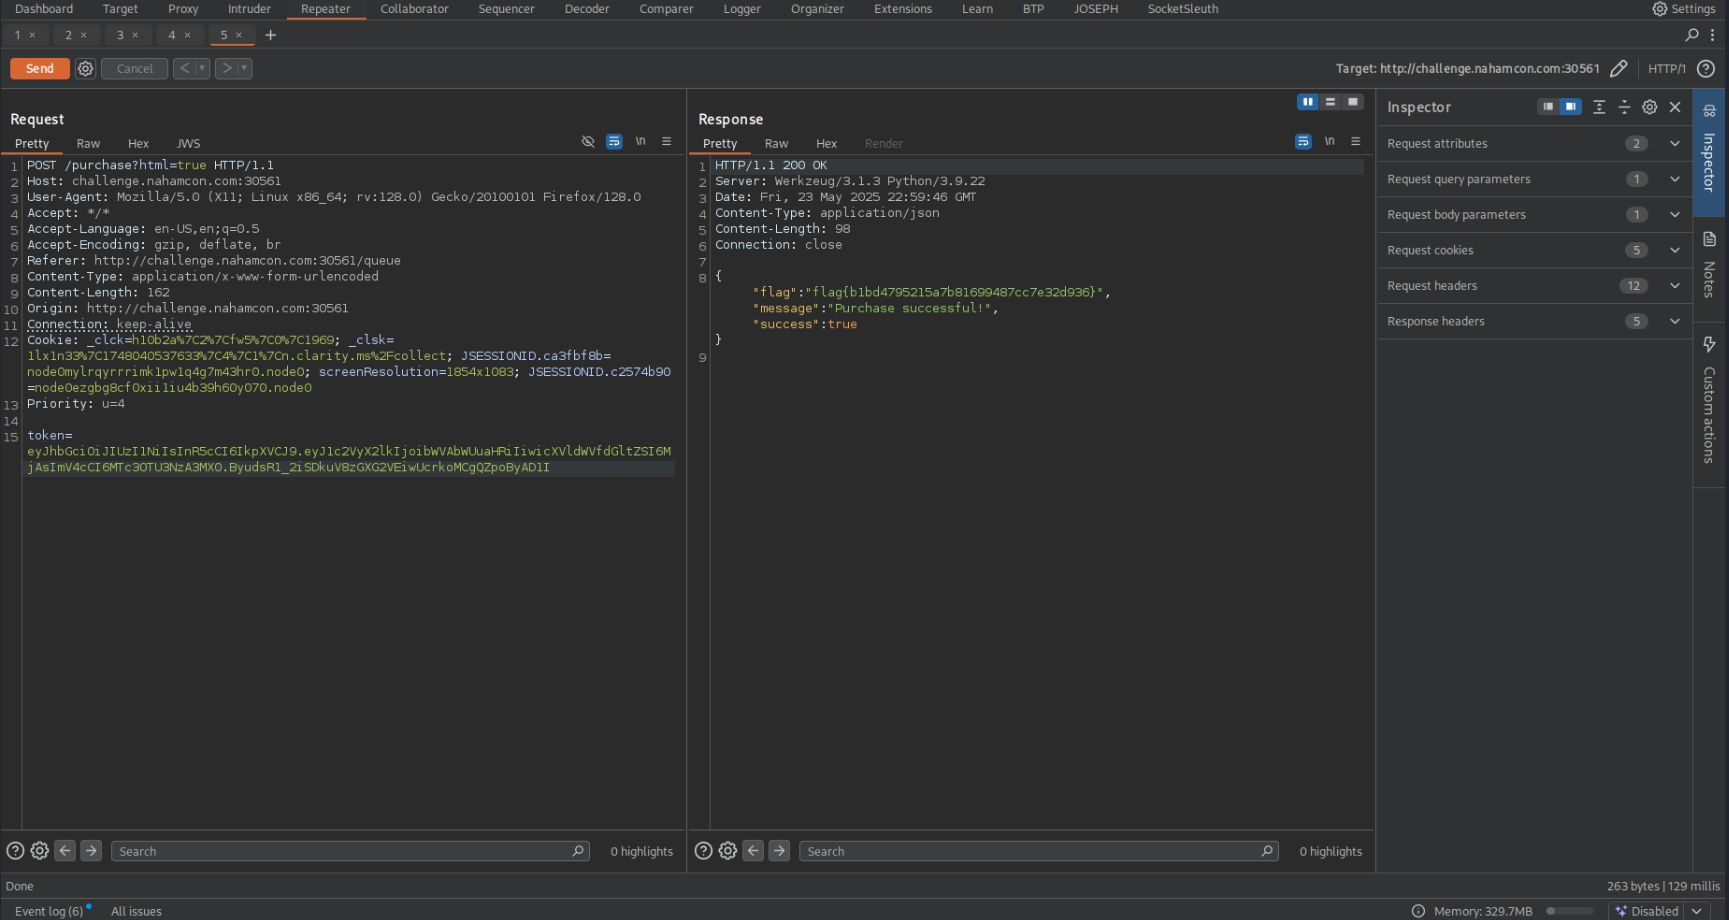 Dashboard Target Proxy Intruder Repeater Collaborator Sequencer Decoder Comparer Logger Organizer Extensions Learn BTP JOSEPH SocketSleuth Settings
1 × 2 × 3 × 4 × 5 × +
Send Cancel < > Target: http://challenge.nahamcon.com:30561 HTTP/1
Request
Pretty Raw Hex JWS \n
1 POST /purchase?html=true HTTP/1.1
2 Host: challenge.nahamcon.com:30561
3 User-Agent: Mozilla/5.0 (X11; Linux x86_64; rv:128.0) Gecko/20100101 Firefox/128.0
4 Accept: */*
5 Accept-Language: en-US,en;q=0.5
6 Accept-Encoding: gzip, deflate, br
7 Referer: http://challenge.nahamcon.com:30561/queue
8 Content-Type: application/x-www-form-urlencoded
9 Content-Length: 162
10 Origin: http://challenge.nahamcon.com:30561
11 Connection: keep-alive
12 Cookie: _clck=h10b2a%7C2%7Cfw5%7C0%7C1969; _clsk=
1lx1n33%7C1748040537633%7C4%7C1%7Cn.clarity.ms%2Fcollect; JSESSIONID.ca3fbf8b=
node0mylrqyrrrimk1pw1q4g7m43hr0.node0; screenResolution=1854x1083; JSESSIONID.c2574b90
=node0ezgbg8cf0xii1iu4b39h60y070.node0
13 Priority: u=4
14
15 token=
eyJhbGciOiJIUzI1NiIsInR5cCI6IkpXVCJ9.eyJ1c2VyX2lkIjoibWVAbWUuaHRiIiwicXVldWVfdGltZSI6M
jAsImV4cCI6MTc3OTU3NzA3MX0.ByudsR1_2iSDkuV8zGXG2VEiwUcrkoMCgQZpoByAD1I
Search 0 highlights
Response
Pretty Raw Hex Render \n
1 HTTP/1.1 200 OK
2 Server: Werkzeug/3.1.3 Python/3.9.22
3 Date: Fri, 23 May 2025 22:59:46 GMT
4 Content-Type: application/json
5 Content-Length: 98
6 Connection: close
7
8 {
"flag":"flag{b1bd4795215a7b81699487cc7e32d936}",
"message":"Purchase successful!",
"success":true
}
9
Search 0 highlights
Inspector
Request attributes 2
Request query parameters 1
Request body parameters 1
Request cookies 5
Request headers 12
Response headers 5
Inspector
Notes
Custom actions
Done 263 bytes | 129 millis
Event log (6) All issues Memory: 329.7MB Disabled